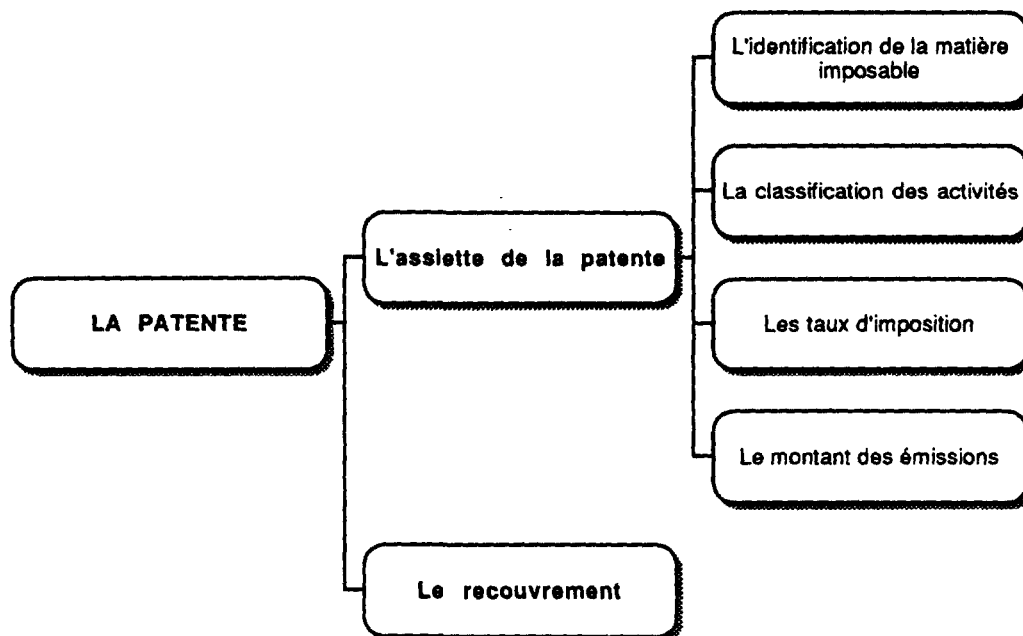 L'identification de la matière
imposable
La classification des activités
L'assiette de la patente
LA PATENTE
Les taux d'imposition
Le montant des émissions
Le recouvrement